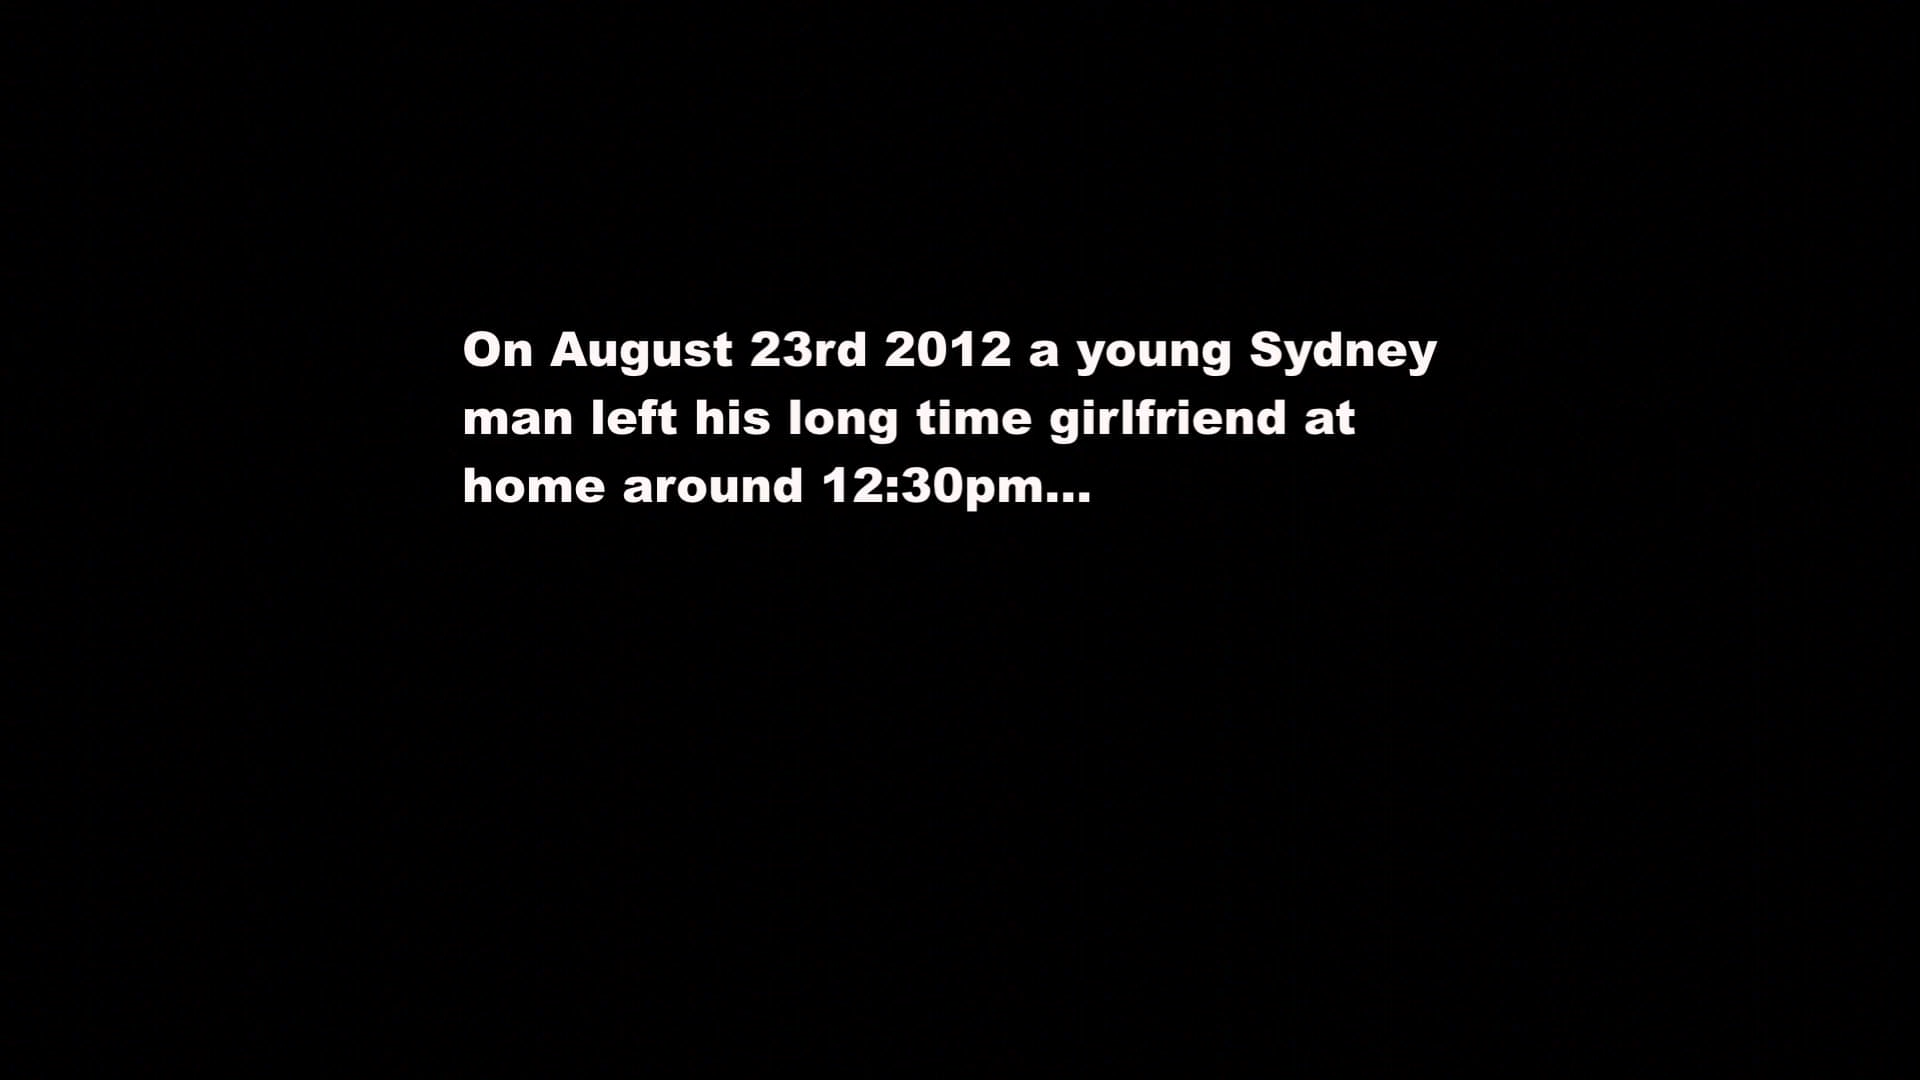 On August 23rd 2012 a young Sydney
man left his long time girlfriend at
home around 12:30pm...